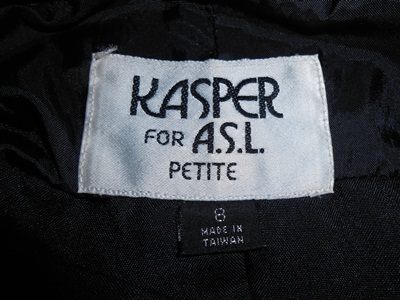 KASPER
FOR A.S.L.
PETITE
8
MADE IN
TAIWAN